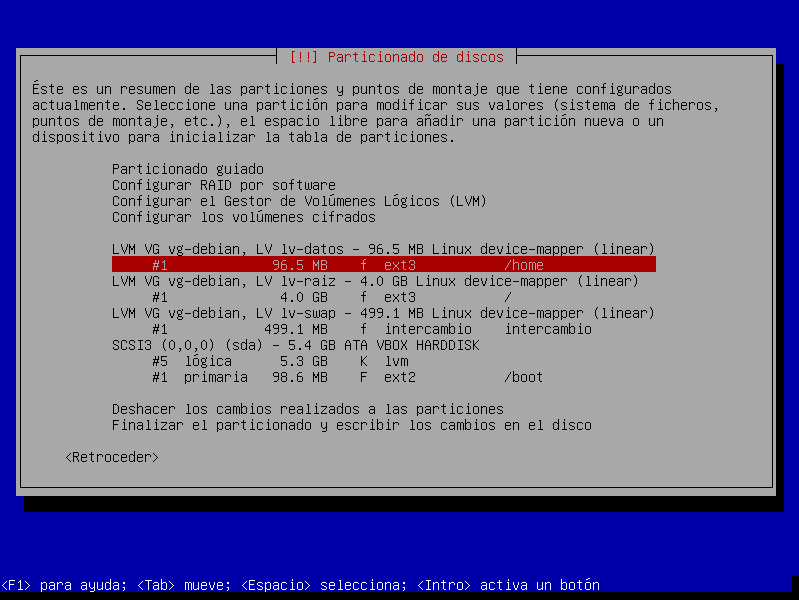 [!!] Particionado de discos
Éste es un resumen de las particiones y puntos de montaje que tiene configurados
actualmente. Seleccione una partición para modificar sus valores (sistema de ficheros,
puntos de montaje, etc.), el espacio libre para añadir una partición nueva o un
dispositivo para inicializar la tabla de particiones.
Particionado guiado
Configurar RAID por software
Configurar el Gestor de Volúmenes Lógicos (LVM)
Configurar los volúmenes cifrados
LVM VG vg-debian, LV lv-datos - 96.5 MB Linux device-mapper (linear)
#1 96.5 MB f ext3 /home
LVM VG vg-debian, LV lv-raiz - 4.0 GB Linux device-mapper (linear)
#1 4.0 GB f ext3 /
LVM VG vg-debian, LV lv-swap - 499.1 MB Linux device-mapper (linear)
#1 499.1 MB f intercambio intercambio
SCSI3 (0,0,0) (sda) - 5.4 GB ATA VBOX HARDDISK
#5 lógica 5.3 GB K lvm
#1 primaria 98.6 MB F ext2 /boot
Deshacer los cambios realizados a las particiones
Finalizar el particionado y escribir los cambios en el disco
<Retroceder>
<F1> para ayuda; <Tab> mueve; <Espacio> selecciona; <Intro> activa un botón